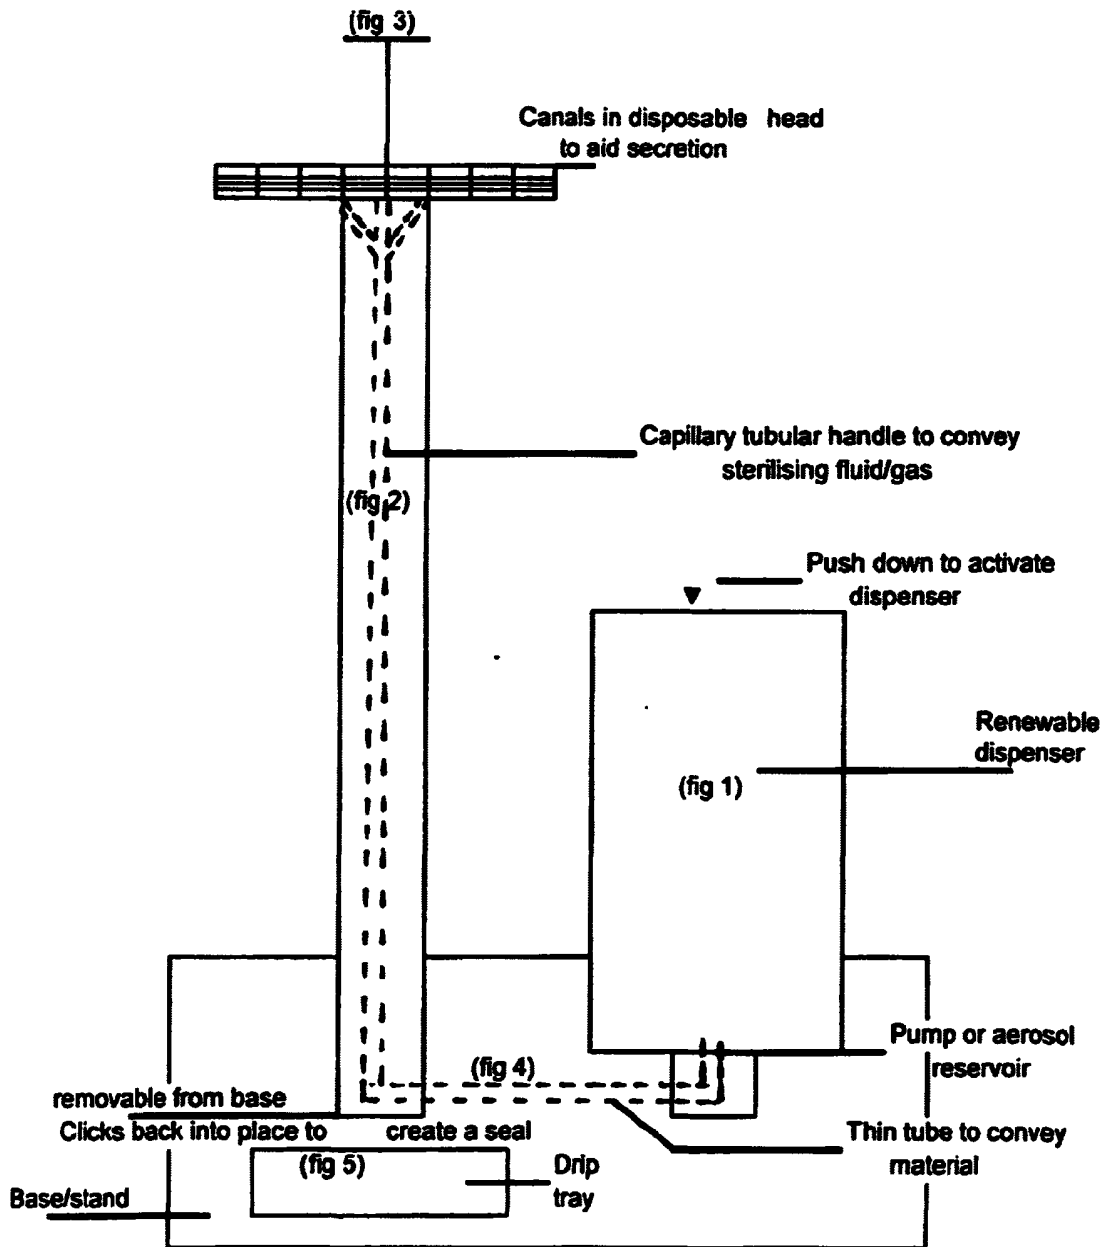 (fig 3)
Canals in disposable head
to aid secretion
Capillary tubular handle to convey
sterilising fluid/gas
(fig 2)
Push down to activate
dispenser
Renewable
dispenser
(fig 1)
Pump or aerosol
reservoir
(fig 4)
removable from base
Clicks back into place to create a seal
Thin tube to convey
material
(fig 5)
Drip
tray
Base/stand